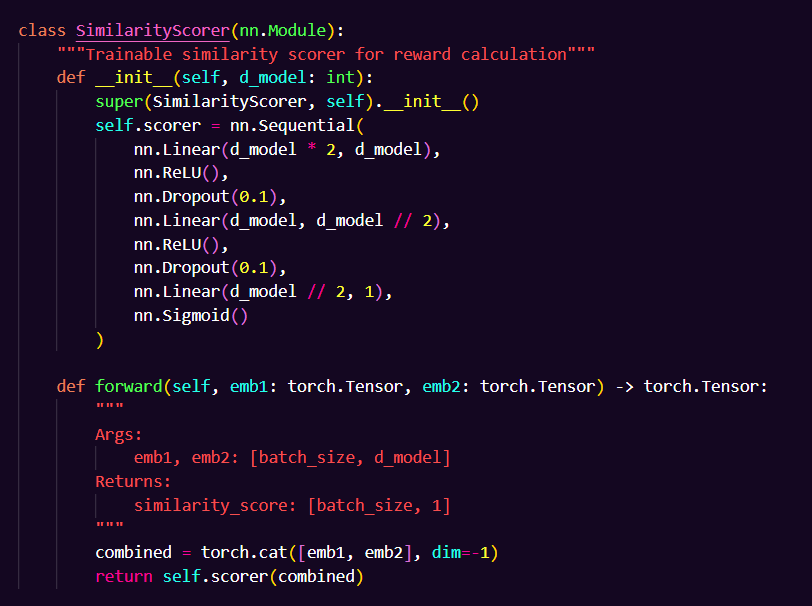 class SimilarityScorer(nn.Module):
    """Trainable similarity scorer for reward calculation"""
    def __init__(self, d_model: int):
        super(SimilarityScorer, self).__init__()
        self.scorer = nn.Sequential(
            nn.Linear(d_model * 2, d_model),
            nn.ReLU(),
            nn.Dropout(0.1),
            nn.Linear(d_model, d_model // 2),
            nn.ReLU(),
            nn.Dropout(0.1),
            nn.Linear(d_model // 2, 1),
            nn.Sigmoid()
        )

    def forward(self, emb1: torch.Tensor, emb2: torch.Tensor) -> torch.Tensor:
        """
        Args:
            emb1, emb2: [batch_size, d_model]
        Returns:
            similarity_score: [batch_size, 1]
        """
        combined = torch.cat([emb1, emb2], dim=-1)
        return self.scorer(combined)